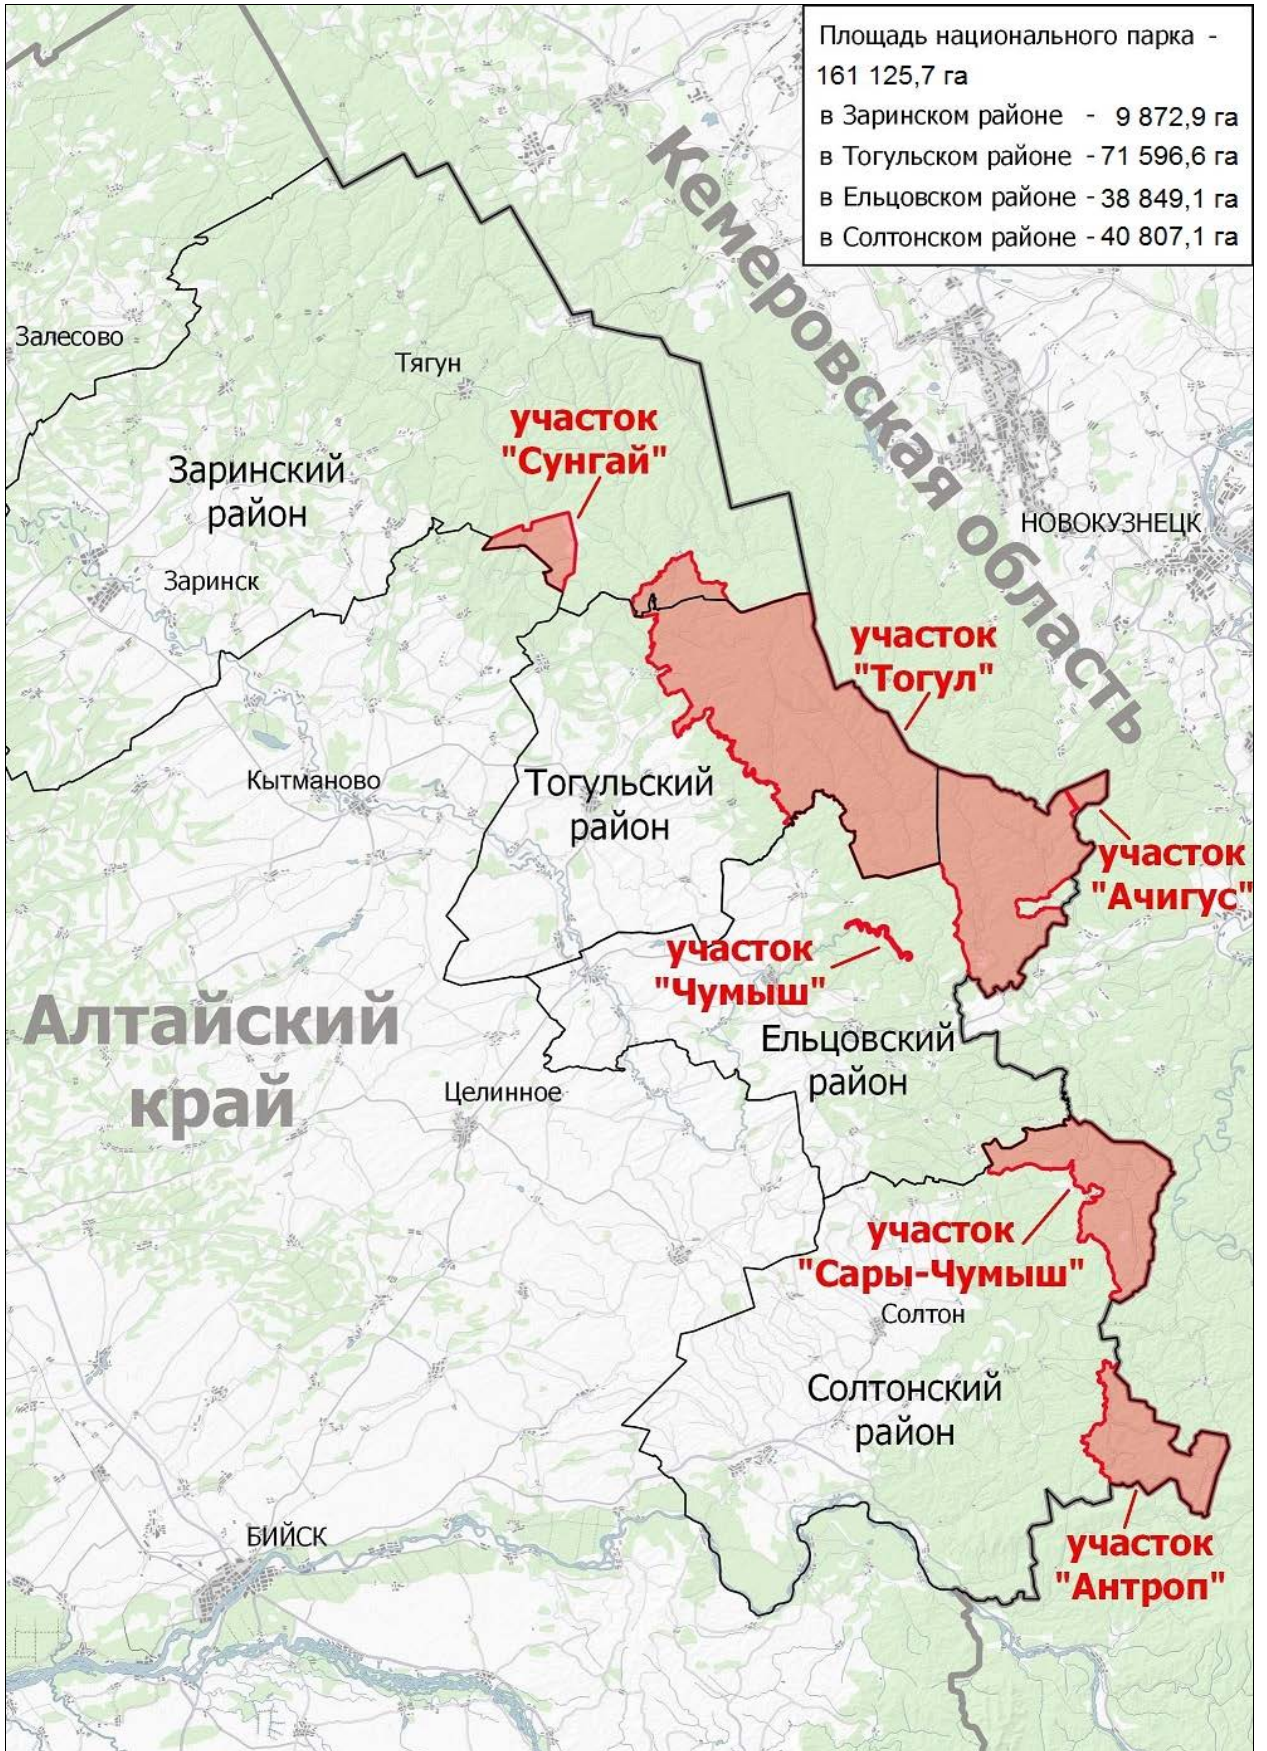 Площадь национального парка -
161 125,7 га
в Заринском районе - 9 872,9 га
в Тогульском районе - 71 596,6 га
в Ельцовском районе - 38 849,1 га
в Солтонском районе - 40 807,1 га
Кемеровская область
Залесово
Тягун
участок
"Сунгай"
Заринский
район
НОВОКУЗНЕЦК
Заринск
участок
"Тогул"
Кытманово
Тогульский
район
участок
"Ачигус"
участок
"Чумыш"
Алтайский
край
Ельцовский
район
Целинное
участок
"Сары-Чумыш"
Солтон
Солтонский
район
БИЙСК
участок
"Антроп"